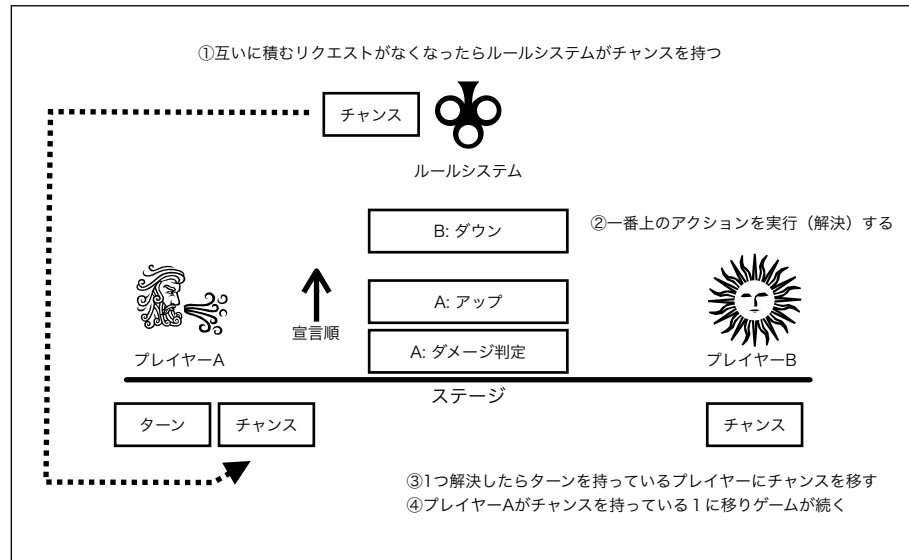 ①互いに積むリクエストがなくなったらルールシステムがチャンスを持つ
チャンス
ルールシステム
B: ダウン
②一番上のアクションを実行（解決）する
A: アップ
宣言順
A: ダメージ判定
プレイヤーA
プレイヤーB
ステージ
ターン
チャンス
チャンス
③1つ解決したらターンを持っているプレイヤーにチャンスを移す
④プレイヤーAがチャンスを持っている１に移りゲームが続く